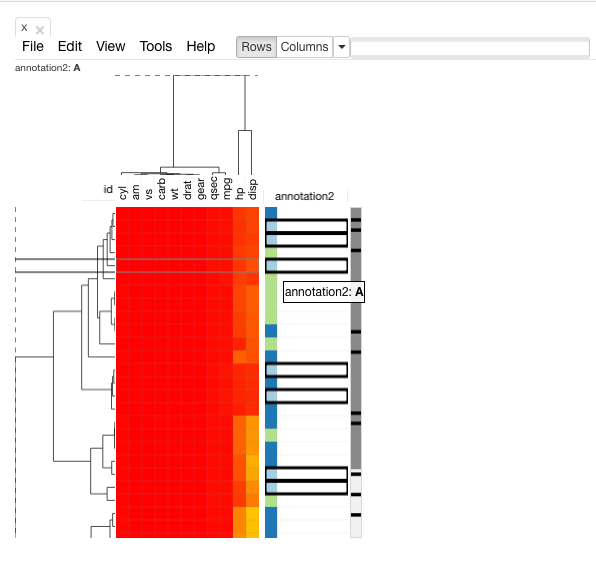 x
File Edit View Tools Help Rows Columns
annotation2: A
id cyl am vs carb wt drat gear qsec mpg hp disp annotation2
annotation2: A